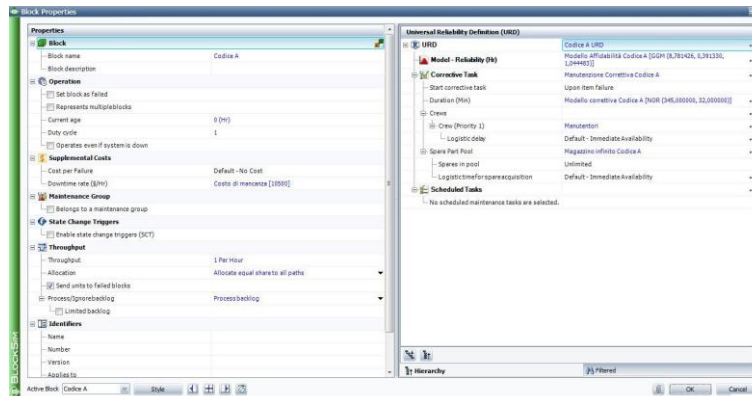 Block Properties
Properties
Block
Block name Codice A
Block description
Operation
Set block as failed
Represents multiple blocks
Current age 0 (Hr)
Duty cycle 1
Operates even if system is down
Supplemental Costs
Cost per Failure Default - No Cost
Downtime rate ($/Hr) Costo di mancanza [10500]
Maintenance Group
Belongs to a maintenance group
State Change Triggers
Enable state change triggers (SCT)
Throughput
Throughput 1 Per Hour
Allocation Allocate equal share to all paths
Send units to failed blocks
Process/Ignore backlog Process backlog
Limited backlog
Identifiers
Name
Number
Version
Applies to
Universal Reliability Definition (URD)
URD Codice A URD
Model - Reliability (Hr) Modello Affidabilità Codice A [GGM (8,781426, 0,391330,
1,044483)]
Corrective Task Manutenzione Correttiva Codice A
Start corrective task Upon item failure
Duration (Min) Modello correttive Codice A [NOR (345,000000, 32,000000)]
Crews
Crew (Priority 1) Manutentori
Logistic delay Default - Immediate Availability
Spare Part Pool Magazzino infinito Codice A
Spares in pool Unlimited
Logistic time for spare acquisition Default - Immediate Availability
Scheduled Tasks
No scheduled maintenance tasks are selected.
Hierarchy Filtered
BLOCKSIM
Active Block Codice A Style OK Cancel